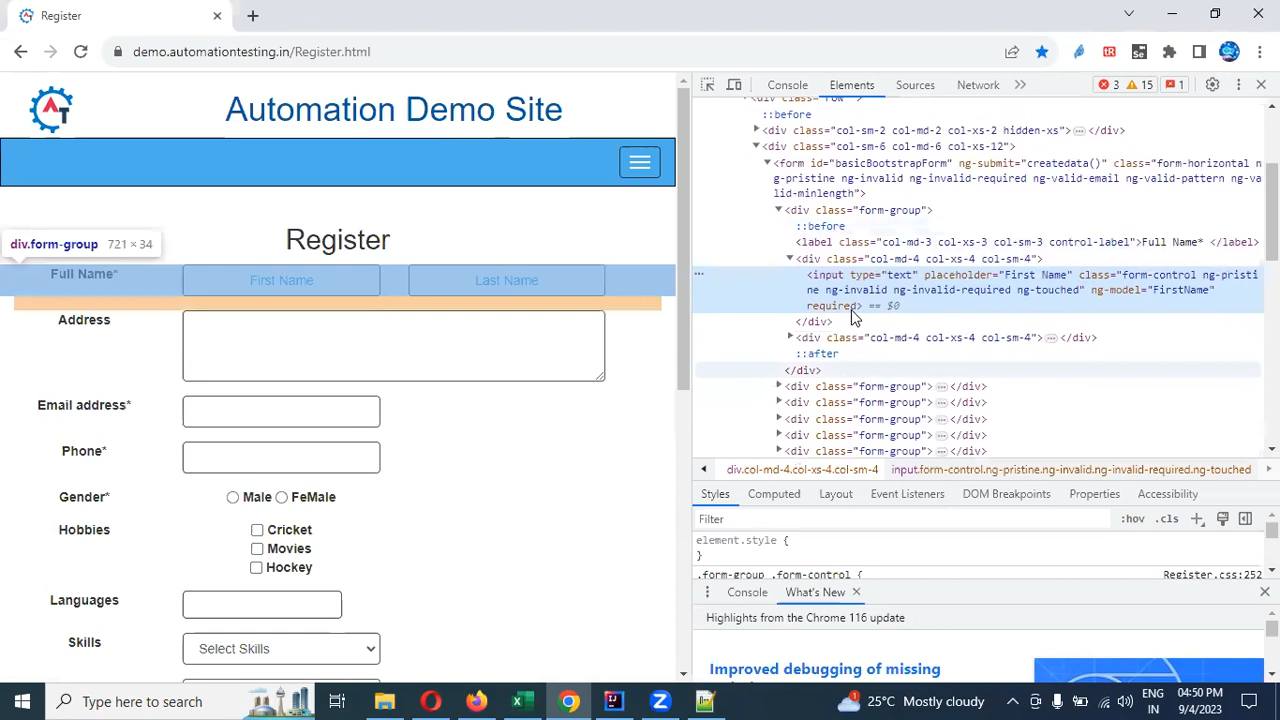 Register
demo.automationtesting.in/Register.html
Automation Demo Site
Register
div.form-group 721 × 34
Full Name*
First Name
Last Name
Address
Email address*
Phone*
Gender*
Male
FeMale
Hobbies
Cricket
Movies
Hockey
Languages
Skills
Select Skills
Console
Elements
Sources
Network
3
15
1
::before
<div class="col-sm-2 col-md-2 col-xs-2 hidden-xs"> … </div>
<div class="col-sm-6 col-md-6 col-xs-12">
<form id="basicBootstrapForm" ng-submit="createdata()" class="form-horizontal n
g-pristine ng-invalid ng-invalid-required ng-valid-email ng-valid-pattern ng-va
lid-minlength">
<div class="form-group">
::before
<label class="col-md-3 col-xs-3 col-sm-3 control-label">Full Name* </label>
<div class="col-md-4 col-xs-4 col-sm-4">
<input type="text" placeholder="First Name" class="form-control ng-pristi
ne ng-invalid ng-invalid-required ng-touched" ng-model="FirstName"
required> == $0
</div>
<div class="col-md-4 col-xs-4 col-sm-4"> … </div>
::after
</div>
<div class="form-group"> … </div>
<div class="form-group"> … </div>
<div class="form-group"> … </div>
<div class="form-group"> … </div>
<div class="form-group"> … </div>
div.col-md-4.col-xs-4.col-sm-4
input.form-control.ng-pristine.ng-invalid.ng-invalid-required.ng-touched
Styles
Computed
Layout
Event Listeners
DOM Breakpoints
Properties
Accessibility
Filter
:hov .cls
element.style {
}
.form-group .form-control {
Register.css:252
Console
What's New
Highlights from the Chrome 116 update
Improved debugging of missing
Type here to search
25°C Mostly cloudy
ENG
IN
04:50 PM
9/4/2023